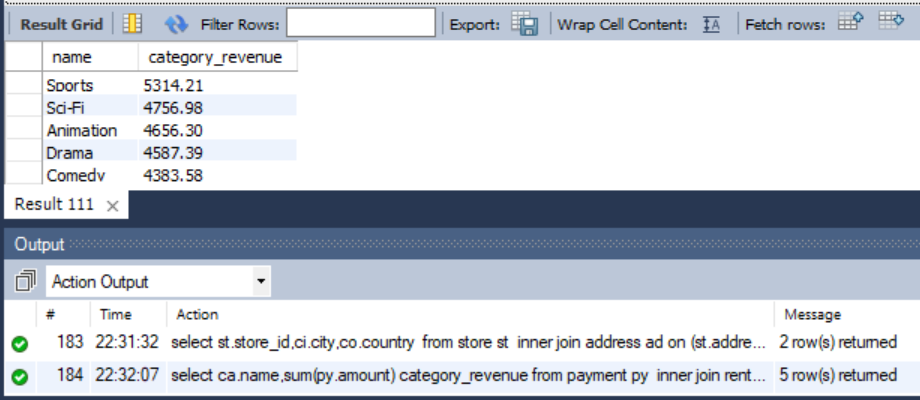 Result Grid Filter Rows: Export: Wrap Cell Content: Fetch rows:
name category_revenue
Sports 5314.21
Sci-Fi 4756.98
Animation 4656.30
Drama 4587.39
Comedy 4383.58
Result 111
Output
Action Output
# Time Action Message
183 22:31:32 select st.store_id,ci.city,co.country from store st inner join address ad on (st.addre... 2 row(s) returned
184 22:32:07 select ca.name,sum(py.amount) category_revenue from payment py inner join rent... 5 row(s) returned